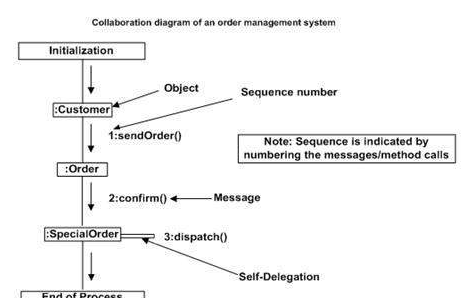 Collaboration diagram of an order management system
Initialization
Object
Sequence number
:Customer
1:sendOrder()
Note: Sequence is indicated by
numbering the messages/method calls
:Order
2:confirm()
Message
:SpecialOrder
3:dispatch()
Self-Delegation
End of Process